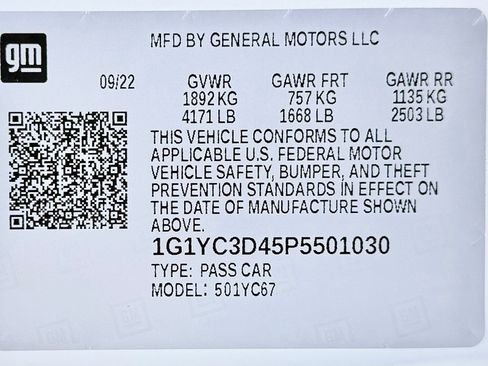 gm
MFD BY GENERAL MOTORS LLC
09/22 GVWR GAWR FRT GAWR RR
1892 KG 757 KG 1135 KG
4171 LB 1668 LB 2503 LB
THIS VEHICLE CONFORMS TO ALL
APPLICABLE U.S. FEDERAL MOTOR
VEHICLE SAFETY, BUMPER, AND THEFT
PREVENTION STANDARDS IN EFFECT ON
THE DATE OF MANUFACTURE SHOWN
ABOVE.
1G1YC3D45P5501030
TYPE: PASS CAR
MODEL: 501YC67